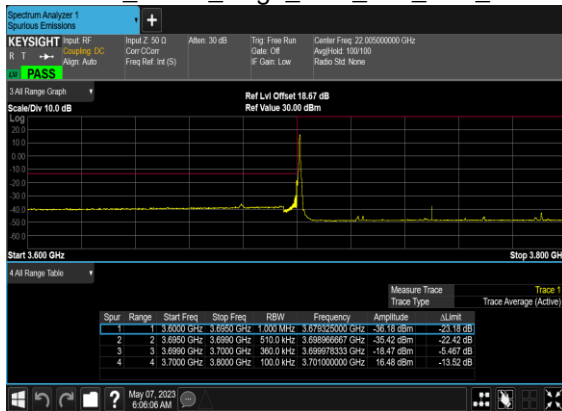 Spectrum Analyzer 1
Spurious Emissions
KEYSIGHT Input: RF Input Z: 50 Ω Atten: 30 dB Trig: Free Run Center Freq: 22.005000000 GHz
R T Coupling: DC Corr CCorr Gate: Off Avg|Hold: 100/100
Align: Auto Freq Ref: Int (S) IF Gain: Low Radio Std: None
PASS
3 All Range Graph
Ref Lvl Offset 18.67 dB
Scale/Div 10.0 dB Ref Value 30.00 dBm
Log
20.0
10.0
0.00
-10.0
-20.0
-30.0
-40.0
-50.0
-60.0
Start 3.600 GHz Stop 3.800 GH
4 All Range Table
Measure Trace Trace 1
Trace Type Trace Average (Active)
Spur Range Start Freq Stop Freq RBW Frequency Amplitude ΔLimit
1 1 3.6000 GHz 3.6950 GHz 1.000 MHz 3.679325000 GHz -36.18 dBm -23.18 dB
2 2 3.6950 GHz 3.6990 GHz 510.0 kHz 3.698966667 GHz -35.42 dBm -22.42 dB
3 3 3.6990 GHz 3.7000 GHz 360.0 kHz 3.699978333 GHz -18.47 dBm -5.467 dB
4 4 3.7000 GHz 3.8000 GHz 100.0 kHz 3.701000000 GHz 16.48 dBm -13.52 dB
? May 07, 2023
6:06:06 AM